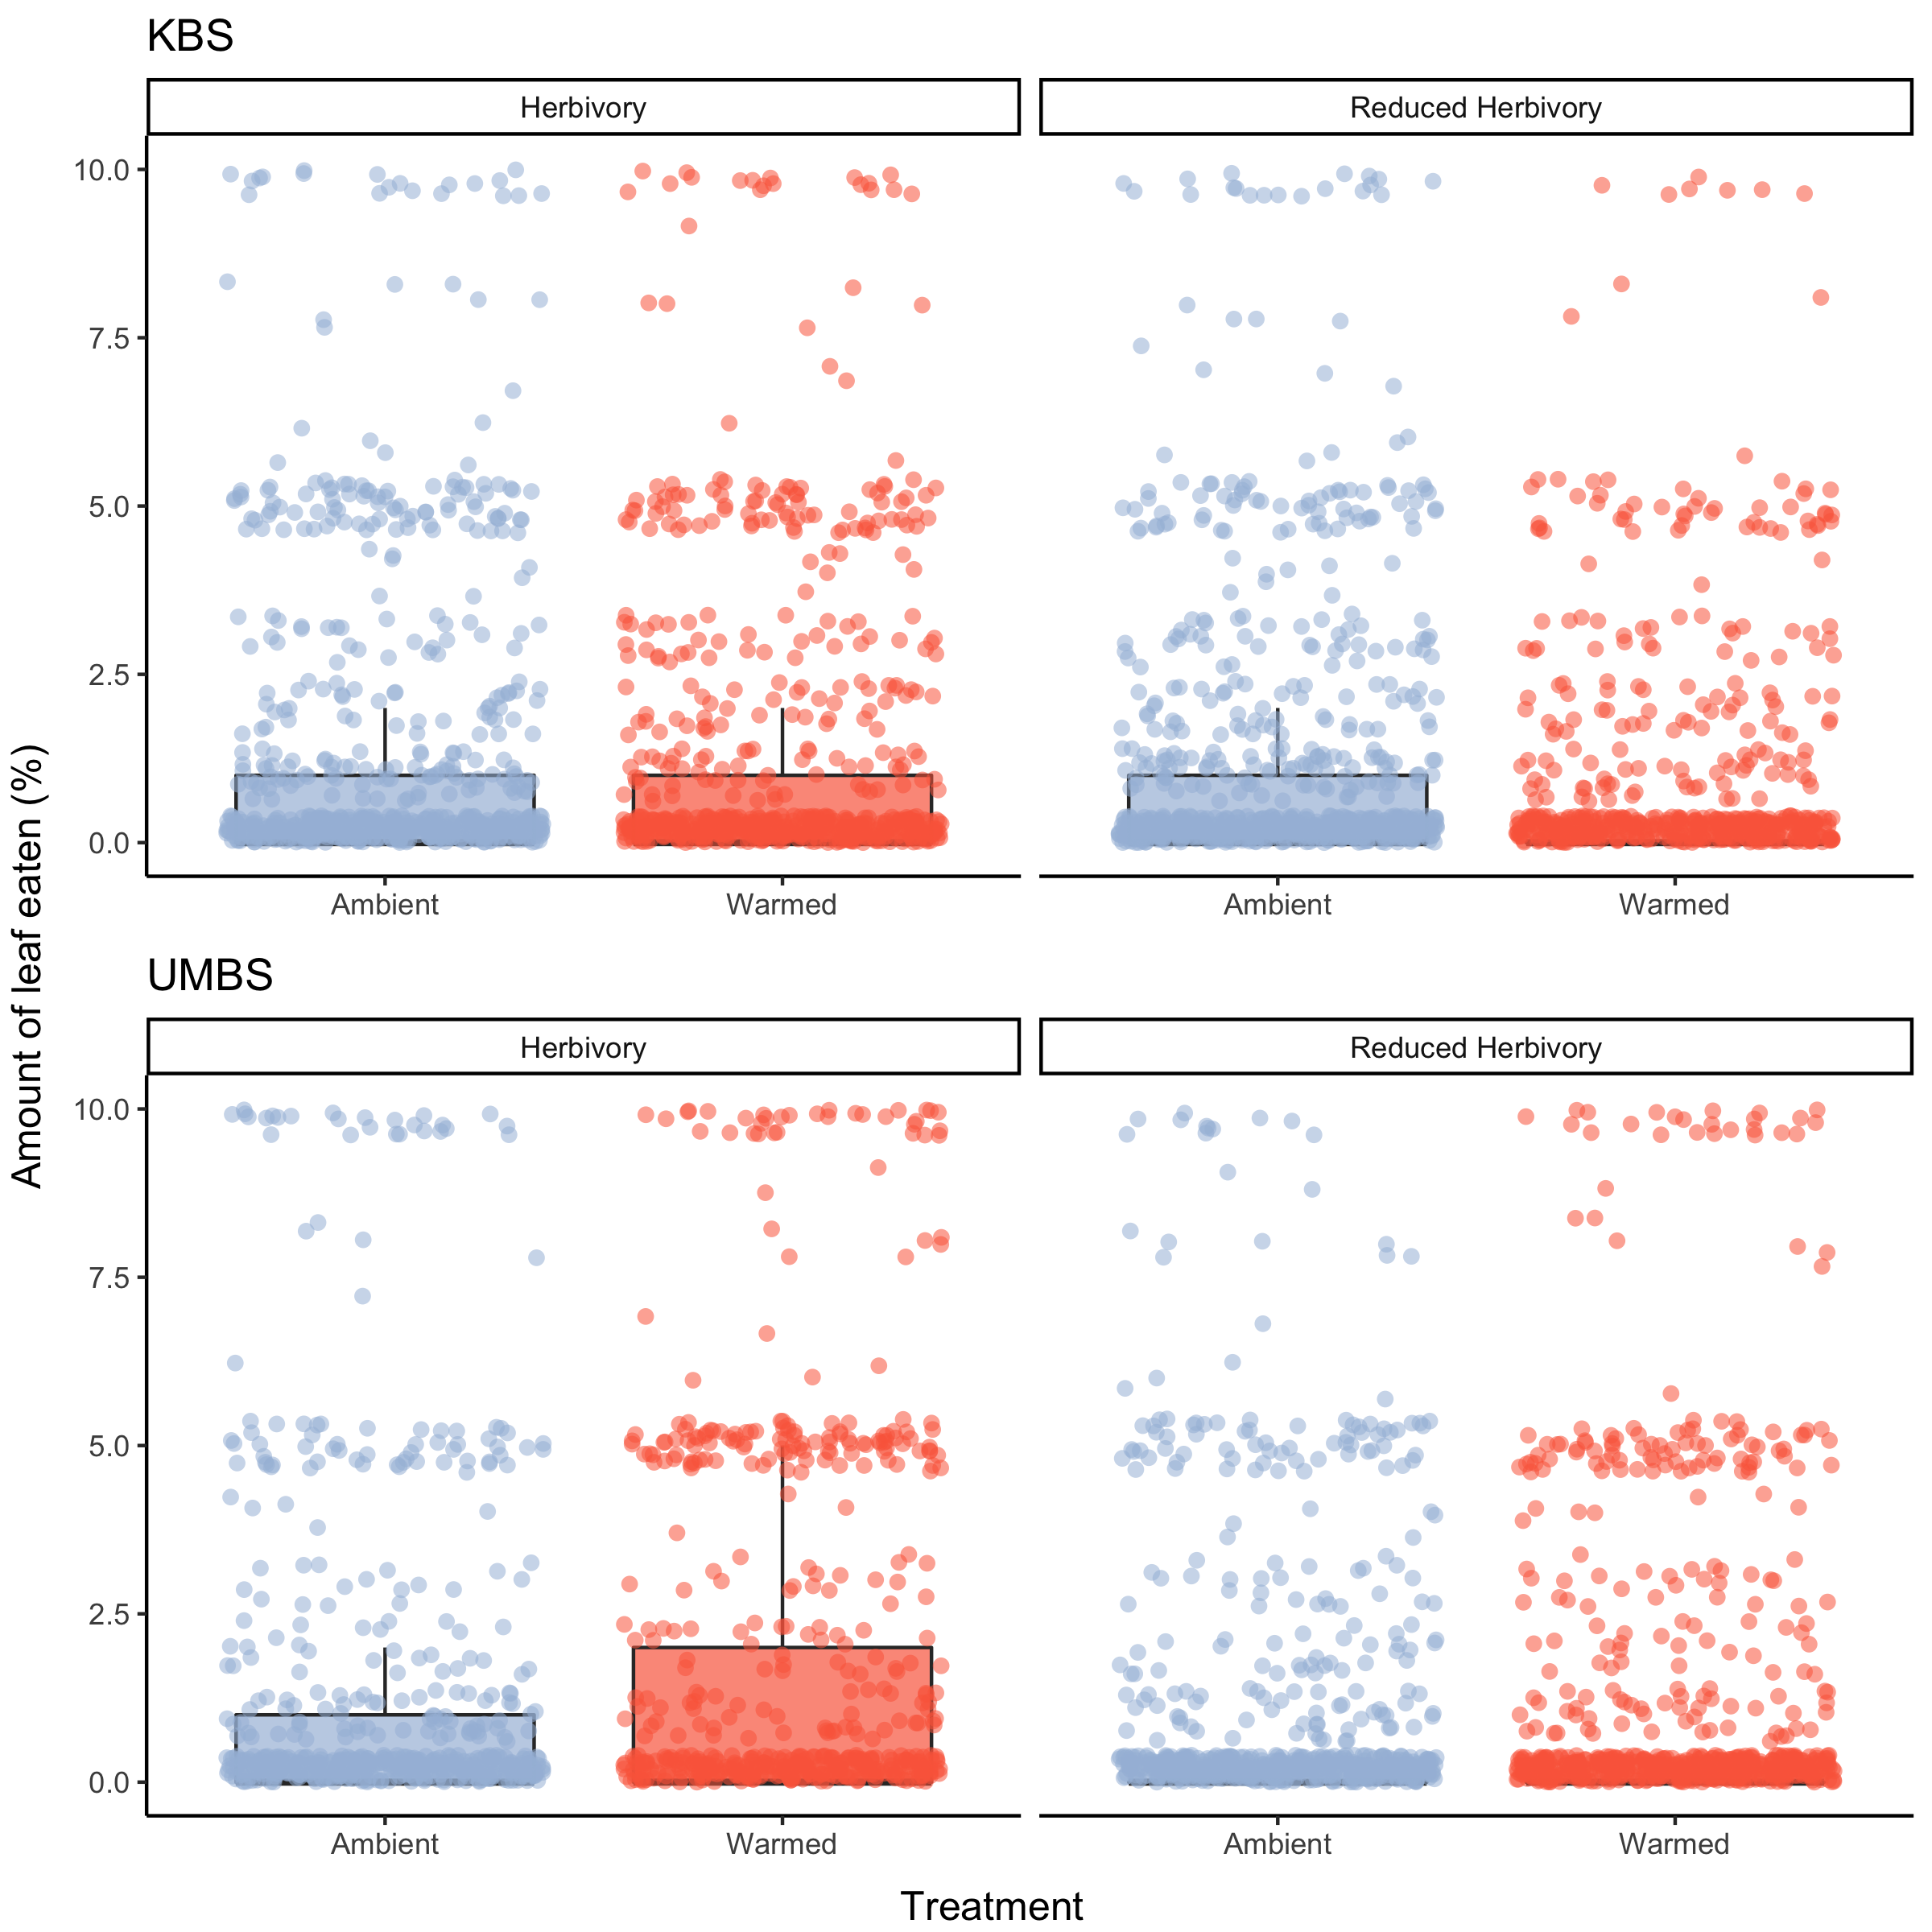 KBS
Herbivory
Reduced Herbivory
10.0
7.5
5.0
2.5
0.0
Ambient
Warmed
Ambient
Warmed
Amount of leaf eaten (%)
UMBS
Herbivory
Reduced Herbivory
10.0
7.5
5.0
2.5
0.0
Ambient
Warmed
Ambient
Warmed
Treatment